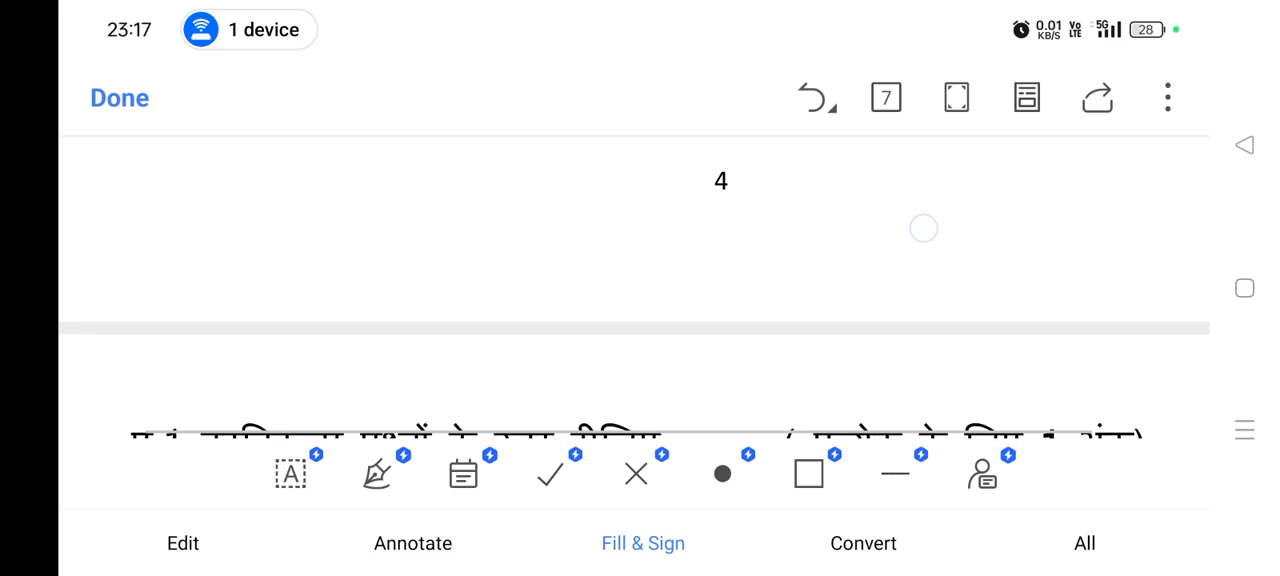 23:17 1 device 0.01 KB/S Vo LTE 5G 28
Done 7
4
A
Edit Annotate Fill & Sign Convert All